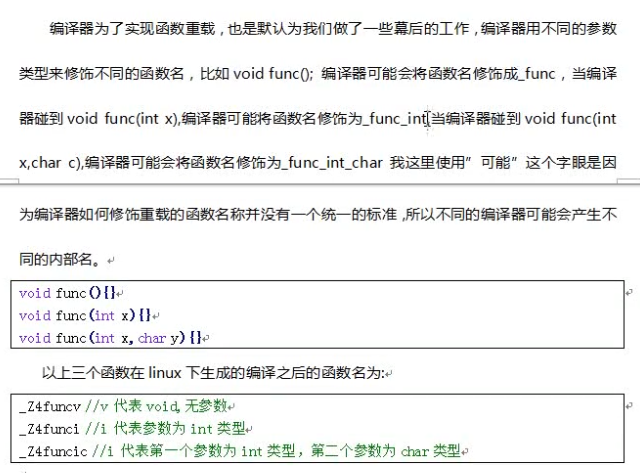 编译器为了实现函数重载，也是默认为我们做了一些幕后的工作，编译器用不同的参数
类型来修饰不同的函数名，比如 void func(); 编译器可能会将函数名修饰成_func，当编译
器碰到 void func(int x),编译器可能将函数名修饰为_func_int,当编译器碰到 void func(int
x,char c),编译器可能会将函数名修饰为_func_int_char 我这里使用”可能”这个字眼是因
为编译器如何修饰重载的函数名称并没有一个统一的标准,所以不同的编译器可能会产生不
同的内部名。
void func(){}
void func(int x){}
void func(int x,char y){}
以上三个函数在 linux 下生成的编译之后的函数名为:
_Z4funcv //v 代表 void,无参数
_Z4funci //i 代表参数为 int 类型
_Z4funcic //i 代表第一个参数为 int 类型，第二个参数为 char 类型